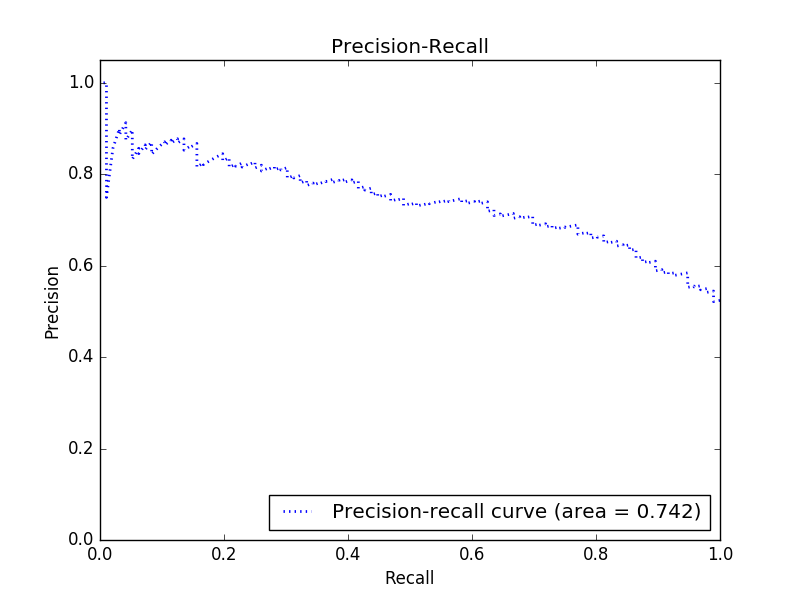 Precision-Recall
1.0
0.8
0.6
0.4
0.2
0.0
Precision
Precision-recall curve (area = 0.742)
0.0 0.2 0.4 0.6 0.8 1.0
Recall